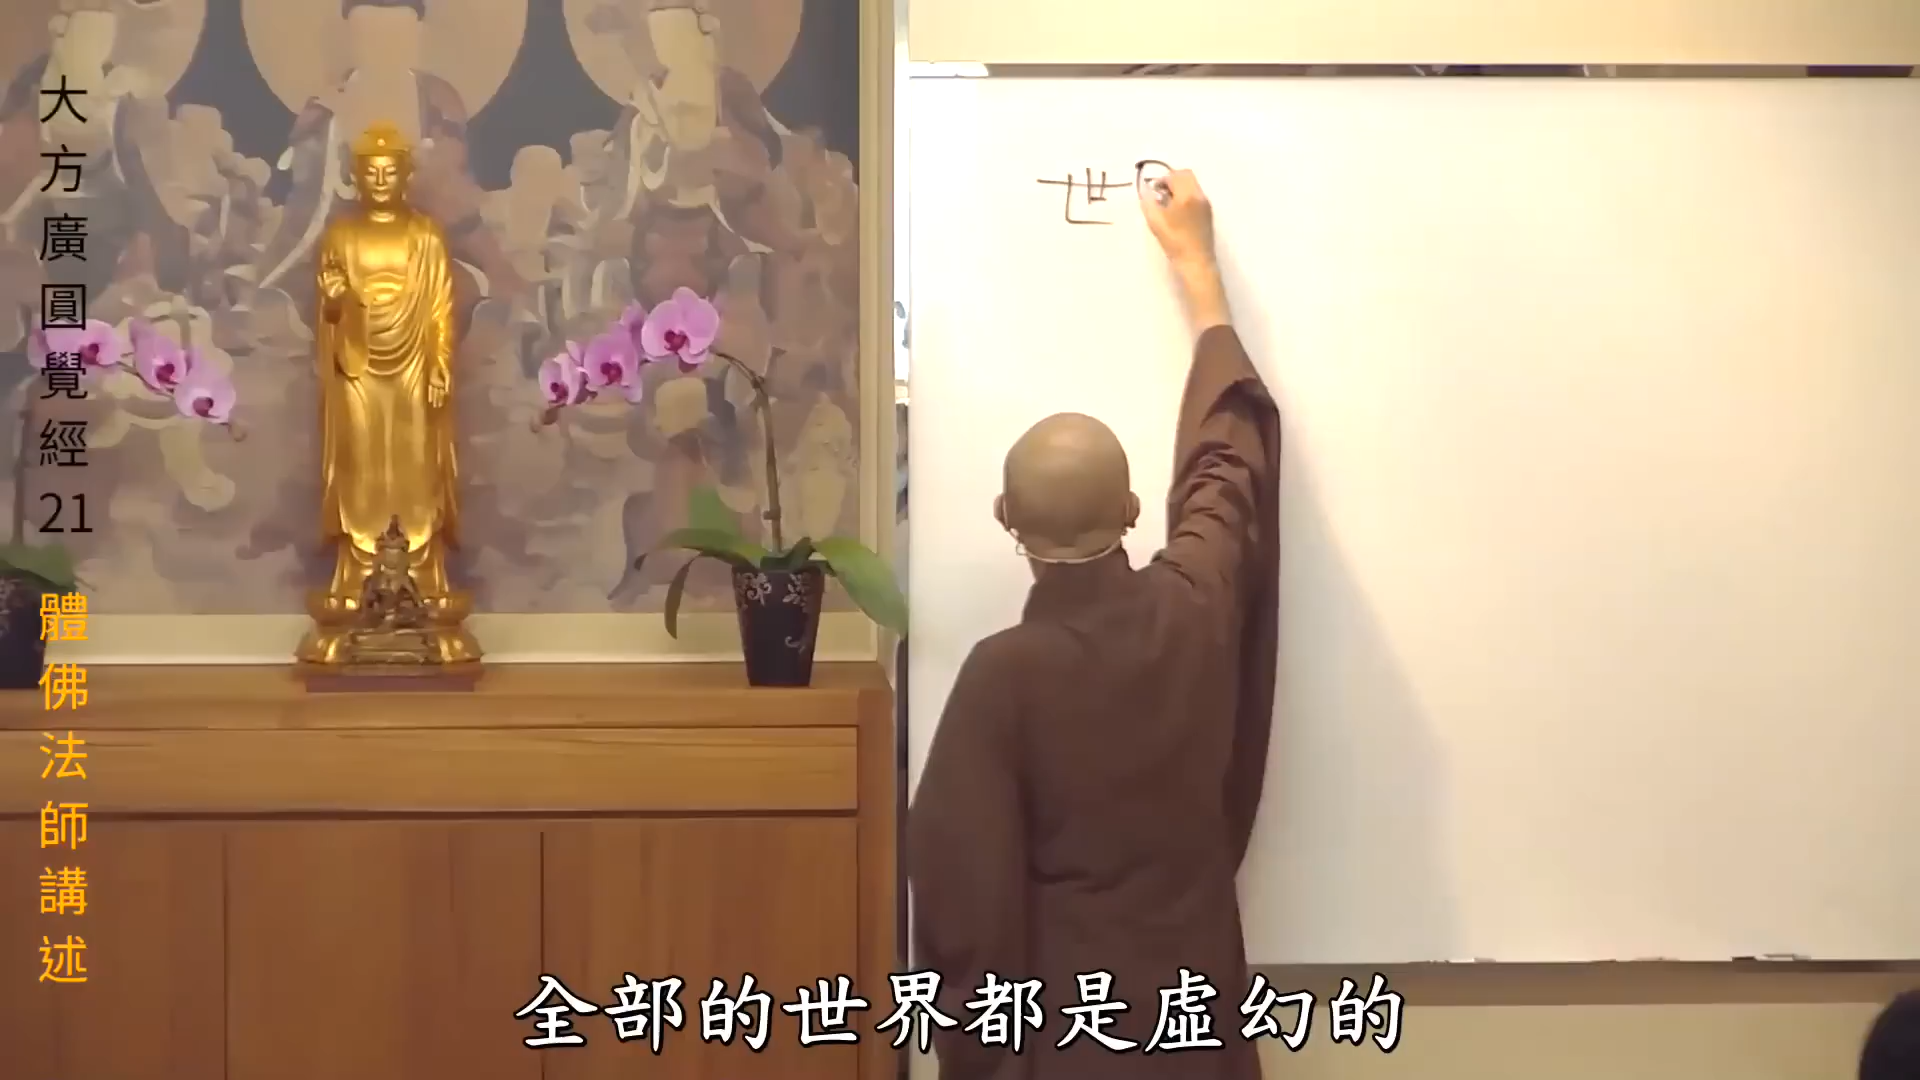 大方廣圓覺經21
體佛法師講述
世
全部的世界都是虛幻的